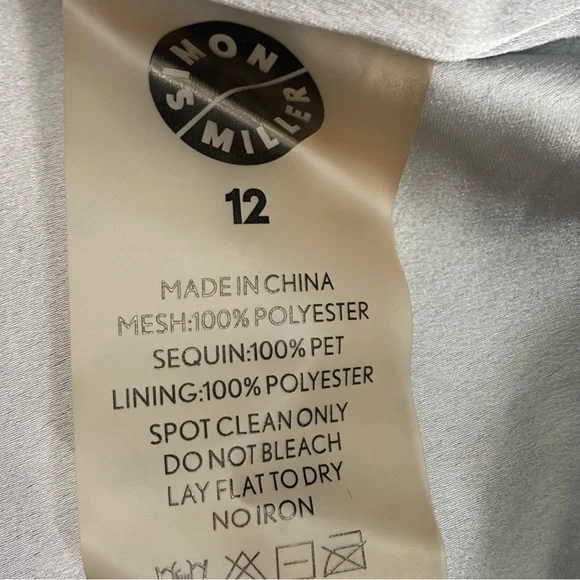 SIMON
MILLER
12
MADE IN CHINA
MESH:100% POLYESTER
SEQUIN:100% PET
LINING:100% POLYESTER
SPOT CLEAN ONLY
DO NOT BLEACH
LAY FLAT TO DRY
NO IRON